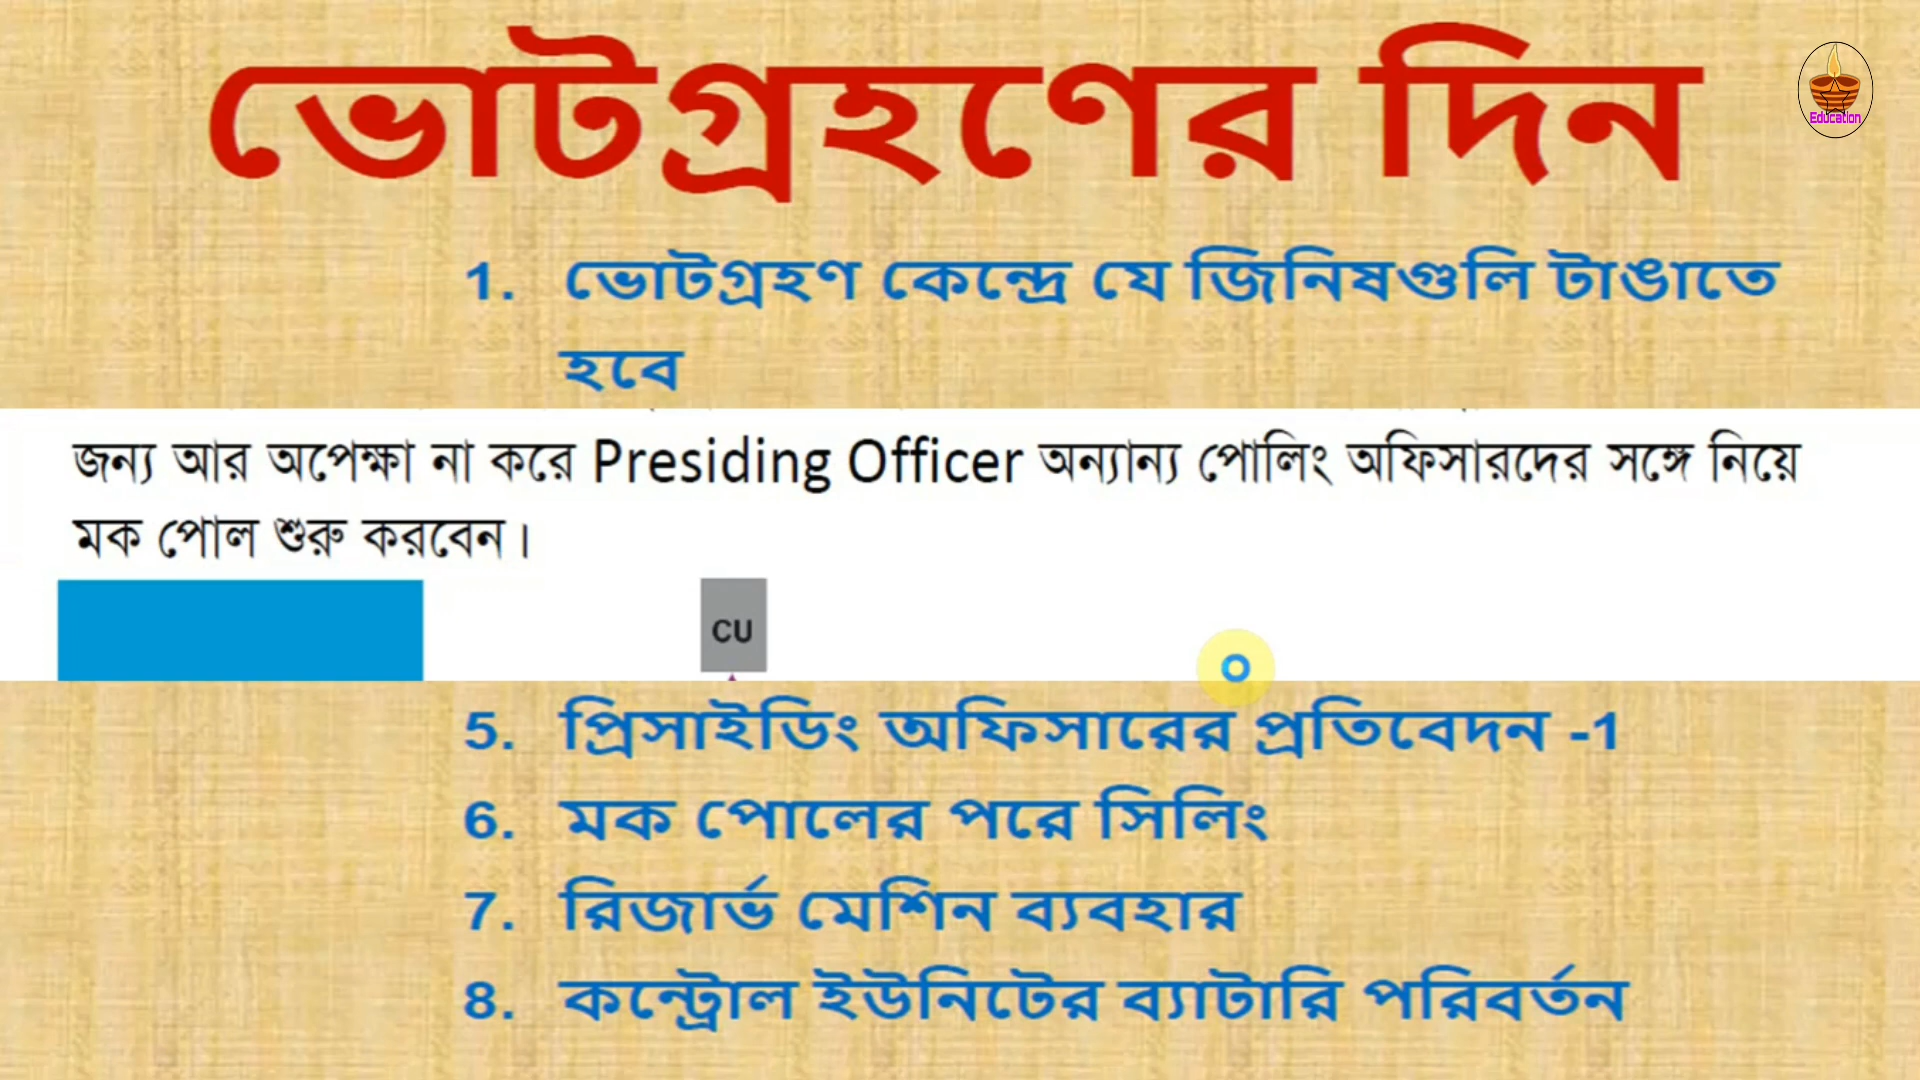 ভোটগ্রহণের দিন
Education
1. ভোটগ্রহণ কেন্দ্রে যে জিনিষগুলি টাঙাতে
হবে
জন্য আর অপেক্ষা না করে Presiding Officer অন্যান্য পোলিং অফিসারদের সঙ্গে নিয়ে
মক পোল শুরু করবেন।
CU
5. প্রিসাইডিং অফিসারের প্রতিবেদন -1
6. মক পোলের পরে সিলিং
7. রিজার্ভ মেশিন ব্যবহার
8. কন্ট্রোল ইউনিটের ব্যাটারি পরিবর্তন